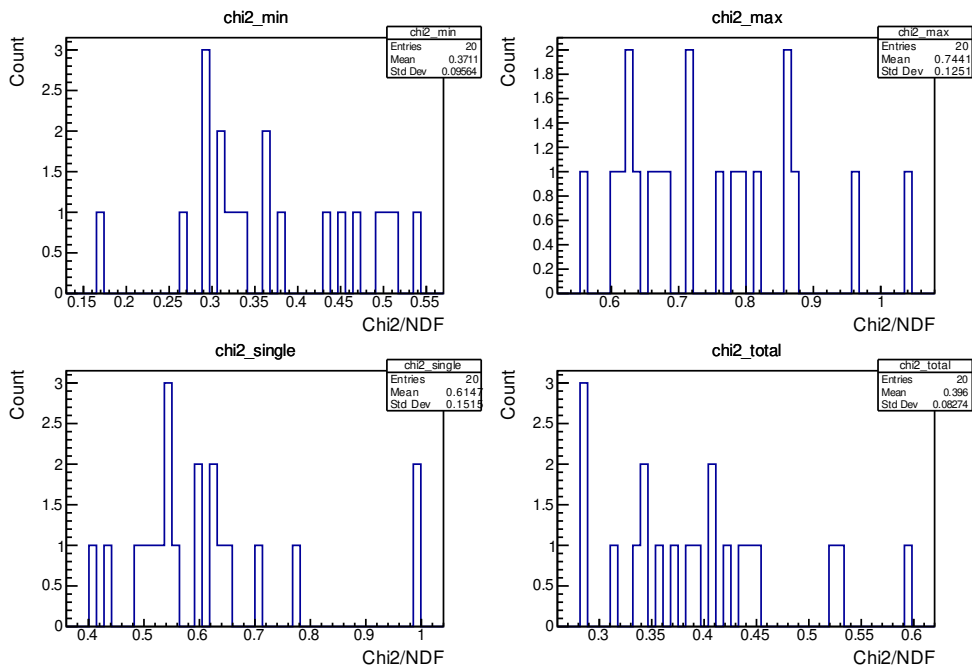 chi2_min
chi2_min
Entries 20
Mean 0.3711
Std Dev 0.09564
Count
3
2.5
2
1.5
1
0.5
0
0.15 0.2 0.25 0.3 0.35 0.4 0.45 0.5 0.55
Chi2/NDF
chi2_max
chi2_max
Entries 20
Mean 0.7441
Std Dev 0.1251
Count
2
1.8
1.6
1.4
1.2
1
0.8
0.6
0.4
0.2
0
0.6 0.7 0.8 0.9 1
Chi2/NDF
chi2_single
chi2_single
Entries 20
Mean 0.6147
Std Dev 0.1515
Count
3
2.5
2
1.5
1
0.5
0
0.4 0.5 0.6 0.7 0.8 0.9 1
Chi2/NDF
chi2_total
chi2_total
Entries 20
Mean 0.396
Std Dev 0.08274
Count
3
2.5
2
1.5
1
0.5
0
0.3 0.35 0.4 0.45 0.5 0.55 0.6
Chi2/NDF